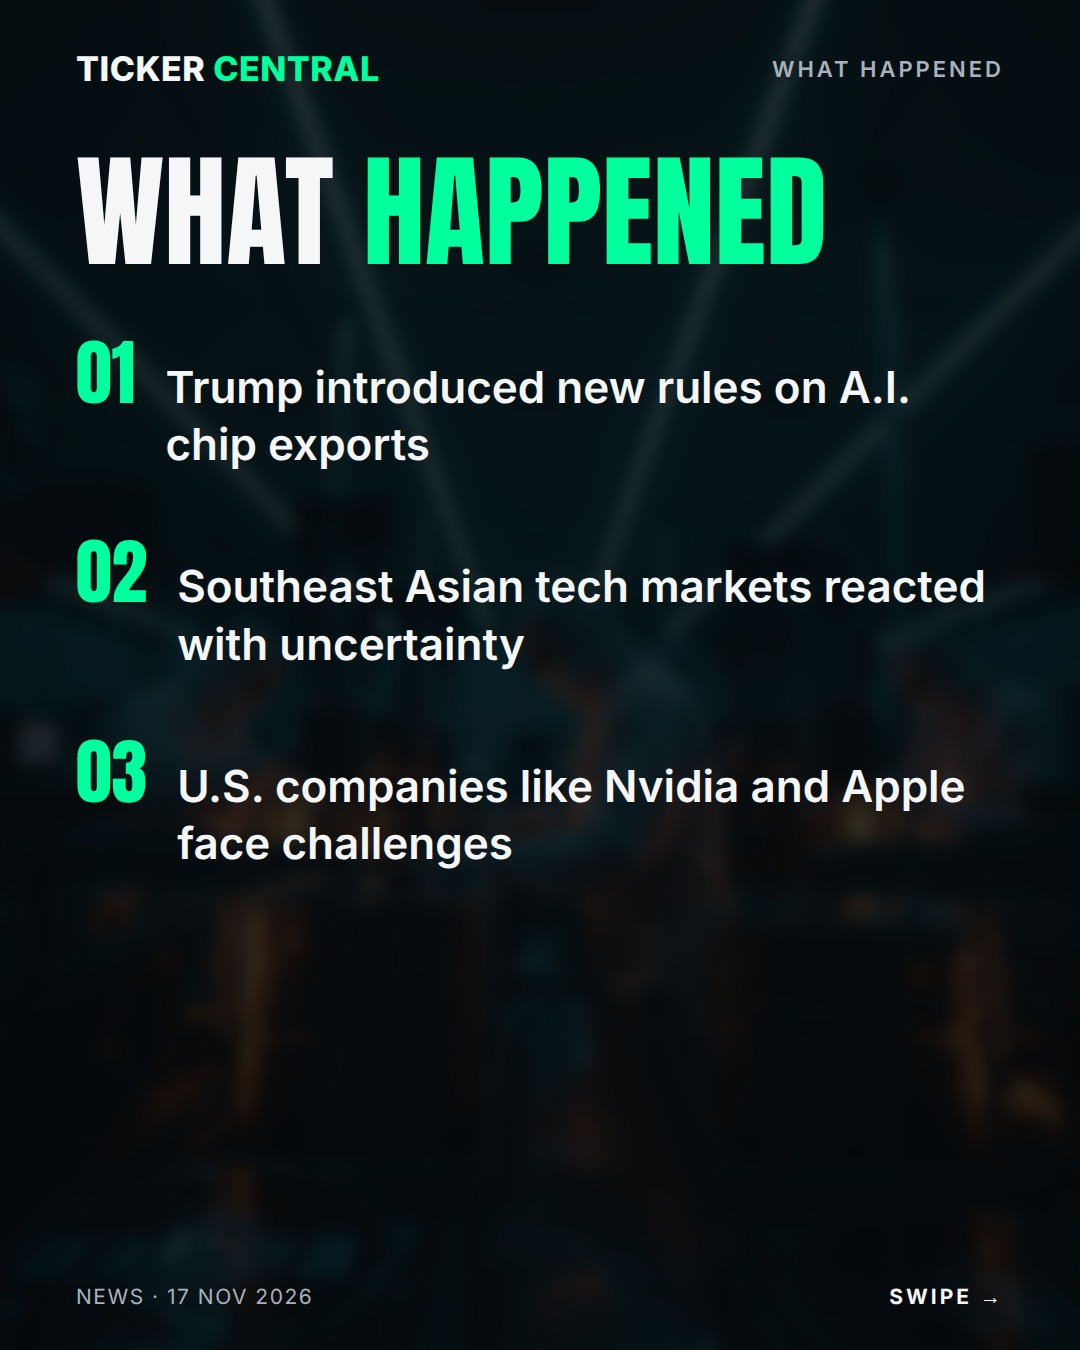 TICKER CENTRAL
WHAT HAPPENED
WHAT HAPPENED
01 Trump introduced new rules on A.I.
chip exports
02 Southeast Asian tech markets reacted
with uncertainty
03 U.S. companies like Nvidia and Apple
face challenges
NEWS · 17 NOV 2026
SWIPE →